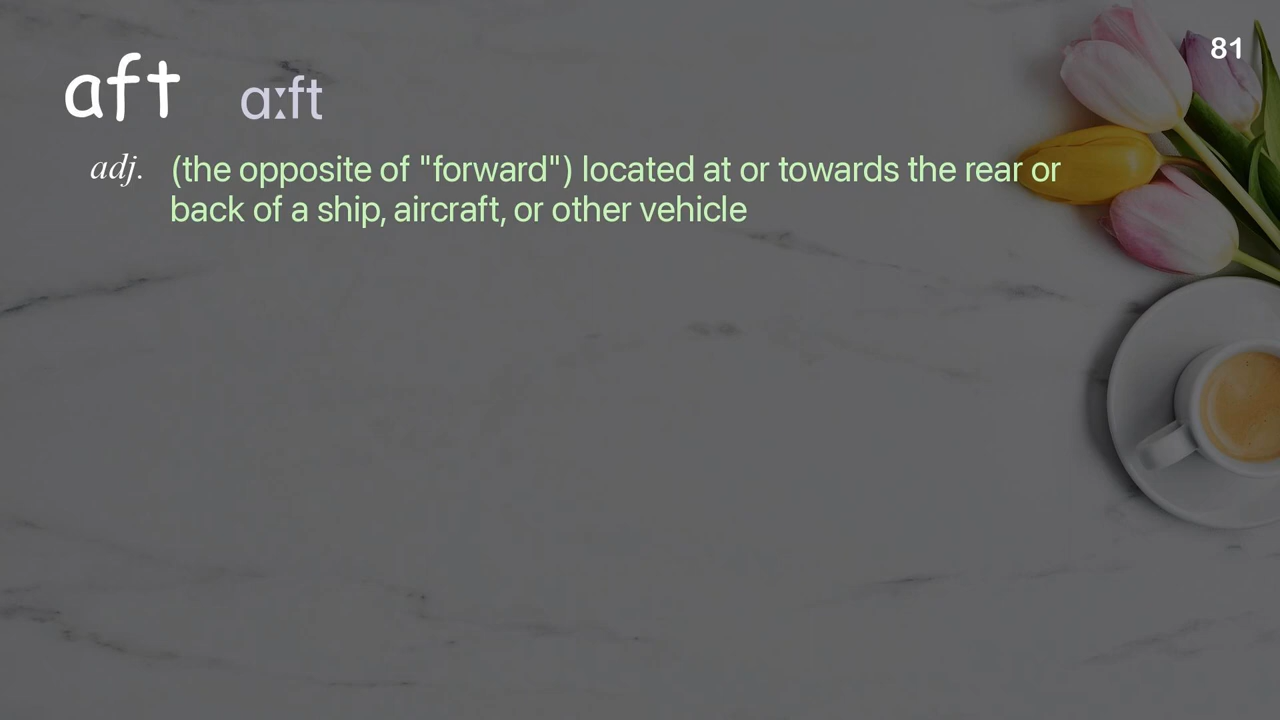 81
aft ɑːft
adj. (the opposite of "forward") located at or towards the rear or
back of a ship, aircraft, or other vehicle